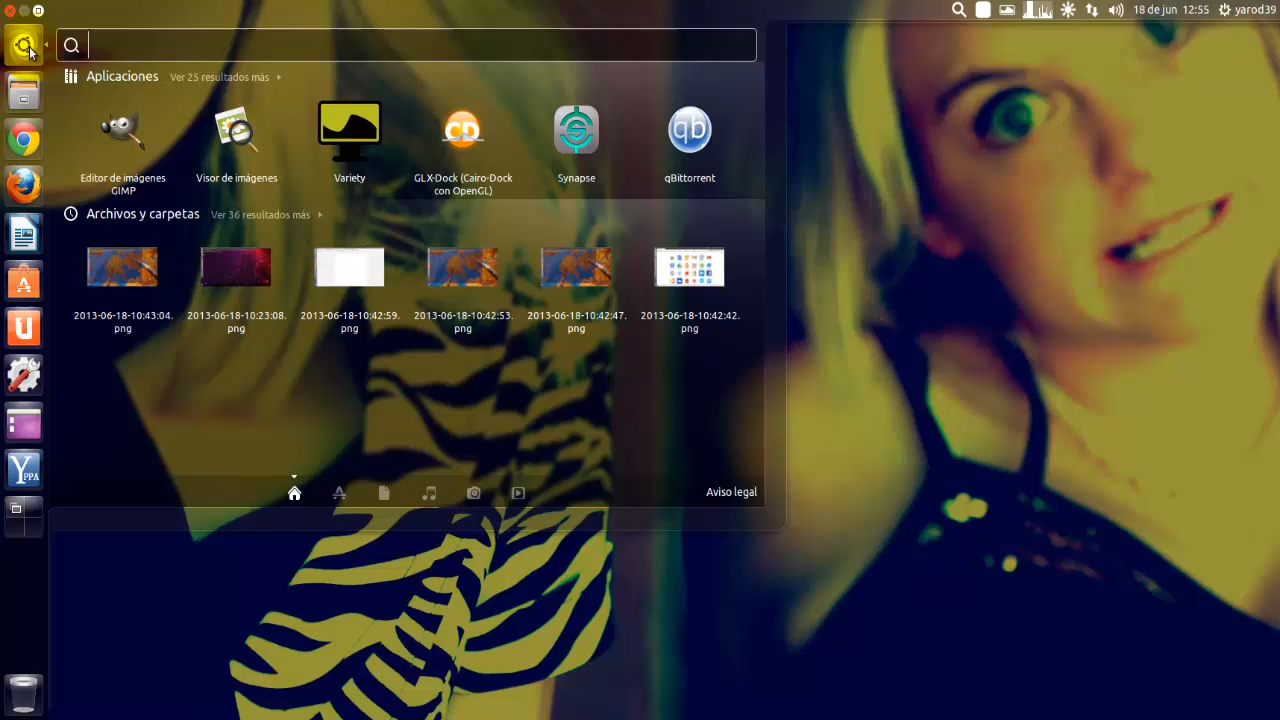 18 de jun 12:55 yarod39
Aplicaciones Ver 25 resultados más
Editor de imágenes
GIMP
Visor de imágenes
Variety
CD
GLX-Dock (Cairo-Dock
con OpenGL)
Synapse
qb
qBittorrent
Archivos y carpetas Ver 36 resultados más
2013-06-18-10:43:04.
png
2013-06-18-10:23:08.
png
2013-06-18-10:42:59.
png
2013-06-18-10:42:53.
png
2013-06-18-10:42:47.
png
2013-06-18-10:42:42.
png
Aviso legal
U
YPPA